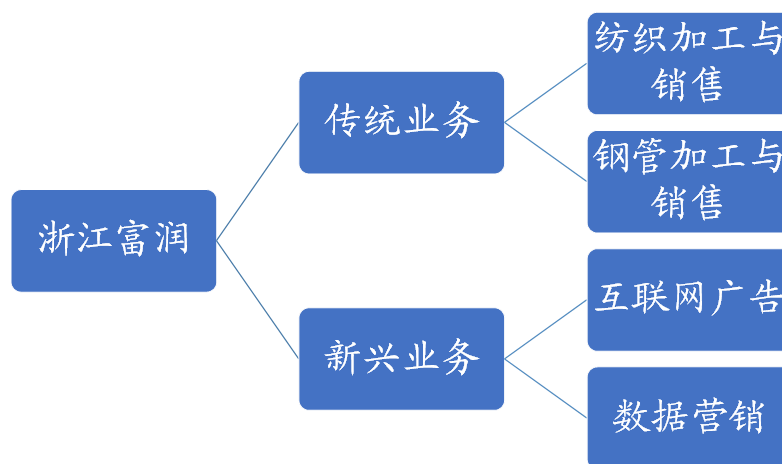 纺织加工与
销售
传统业务
钢管加工与
销售
浙江富润
互联网广告
新兴业务
数据营销